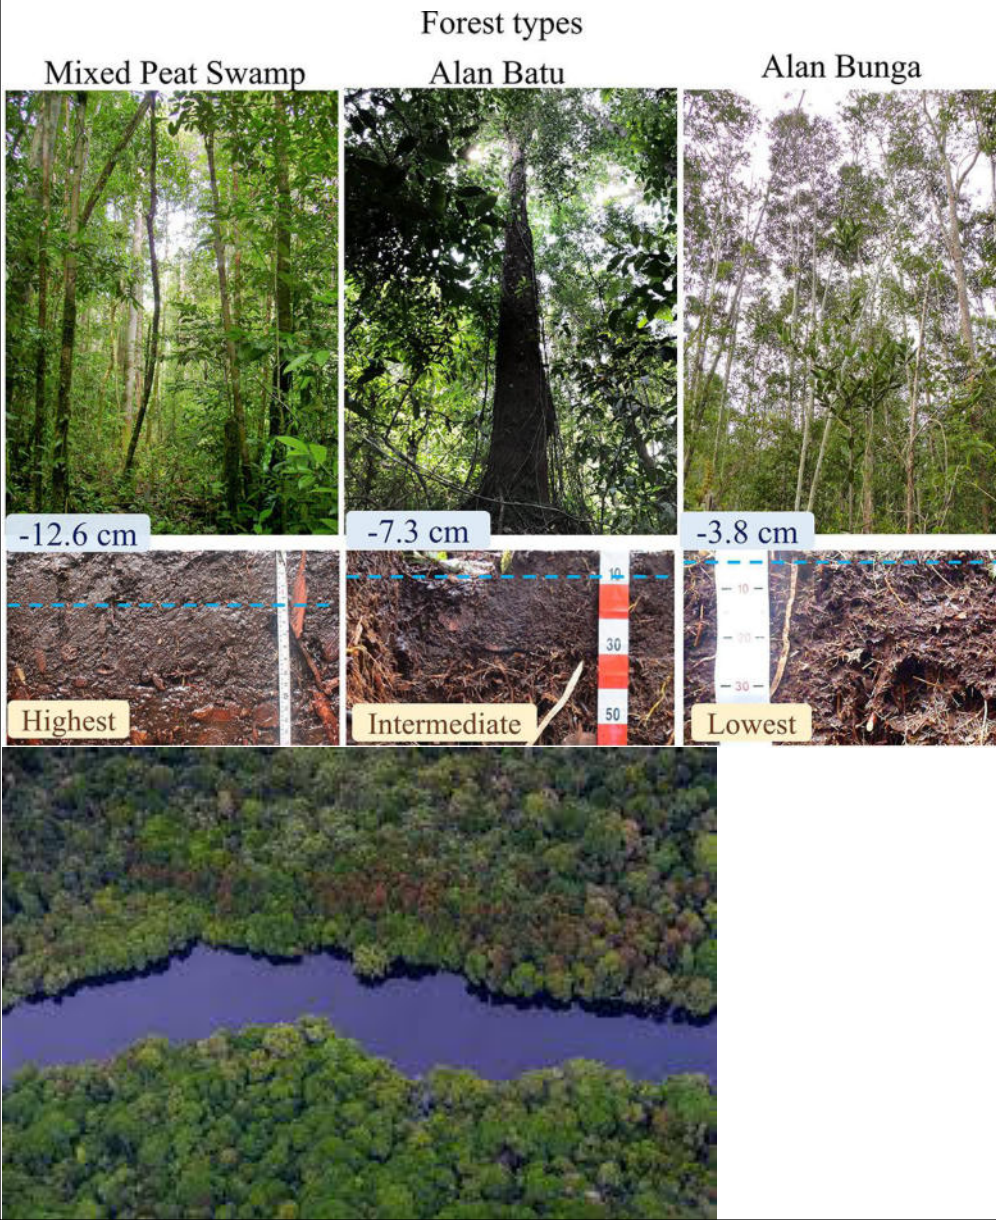 Forest types
Mixed Peat Swamp
Alan Batu
Alan Bunga
-12.6 cm
-7.3 cm
-3.8 cm
10
30
50
10
20
30
Highest
Intermediate
Lowest